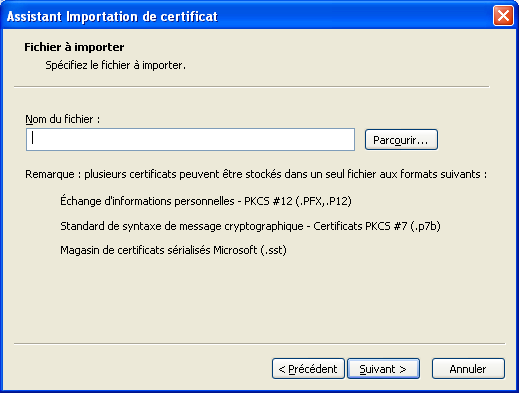 Assistant Importation de certificat
Fichier à importer
Spécifiez le fichier à importer.
Nom du fichier :
Parcourir...
Remarque : plusieurs certificats peuvent être stockés dans un seul fichier aux formats suivants :
Échange d'informations personnelles - PKCS #12 (.PFX,.P12)
Standard de syntaxe de message cryptographique - Certificats PKCS #7 (.p7b)
Magasin de certificats sérialisés Microsoft (.sst)
< Précédent Suivant > Annuler